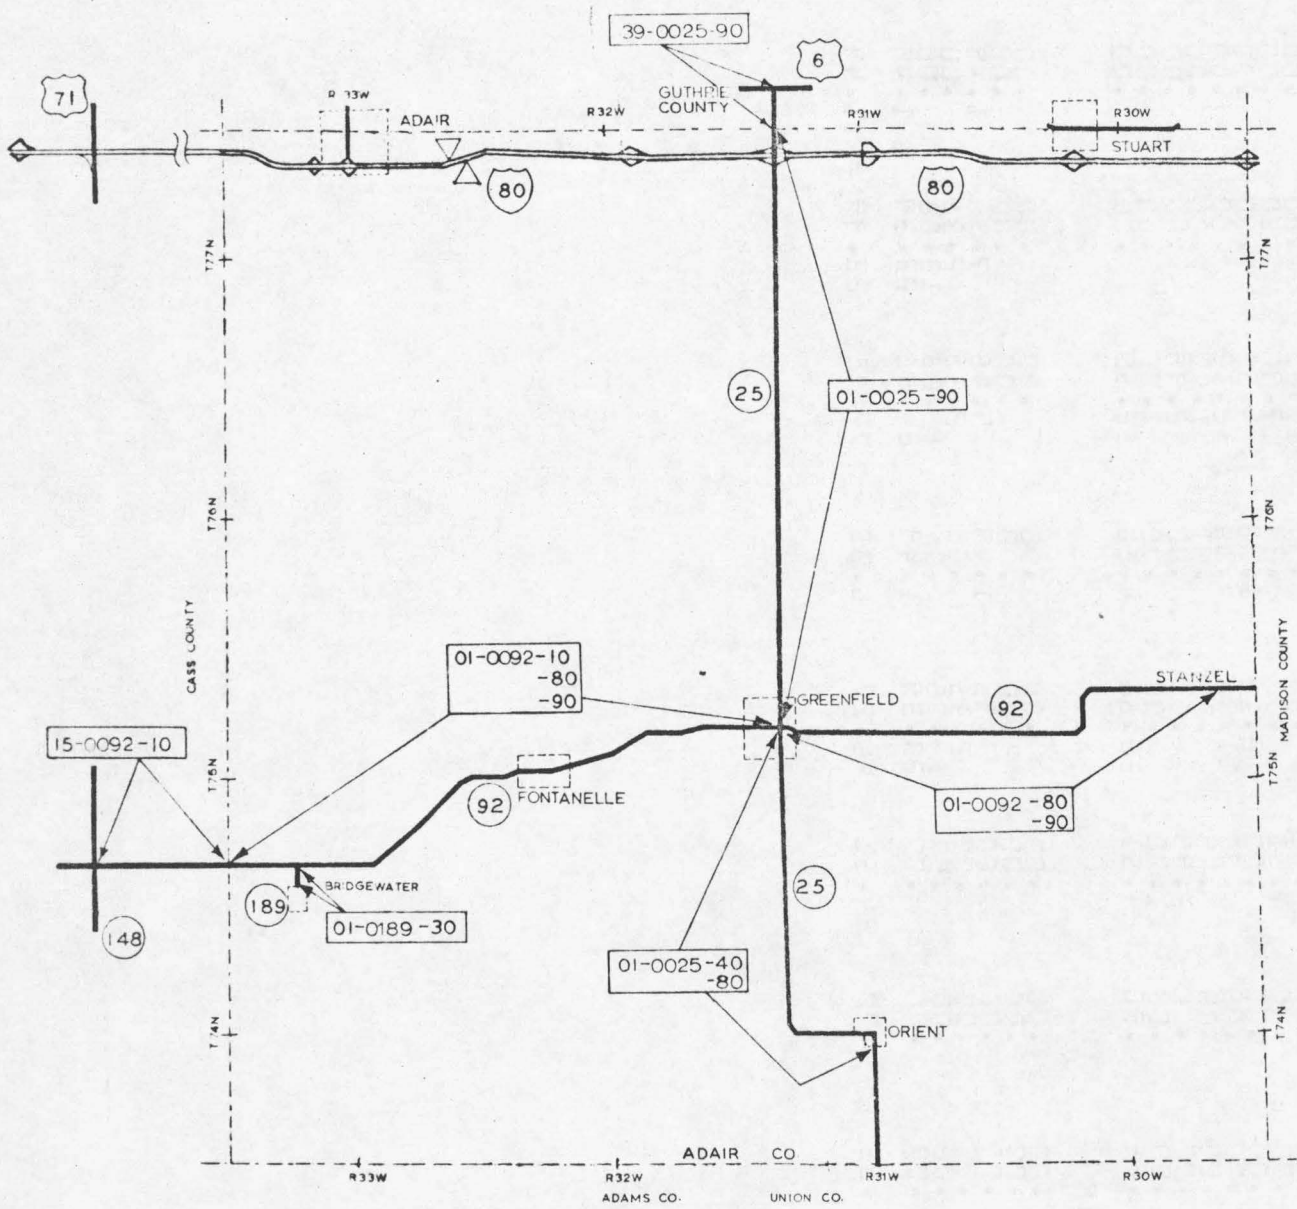 39-0025-90
6
71
R 33W
GUTHRIE
COUNTY
R32W
R31W
R30W
ADAIR
STUART
80
80
T77N
T77N
25
01-0025-90
T76N
T76N
CASS COUNTY
MADISON COUNTY
01-0092-10
-80
-90
STANZEL
GREENFIELD
92
15-0092-10
T75N
T75N
FONTANELLE
92
01-0092-80
-90
BRIDGEWATER
189
25
01-0189-30
148
01-0025-40
-80
T74N
T74N
ORIENT
ADAIR CO.
R33W
R32W
R31W
R30W
ADAMS CO.
UNION CO.